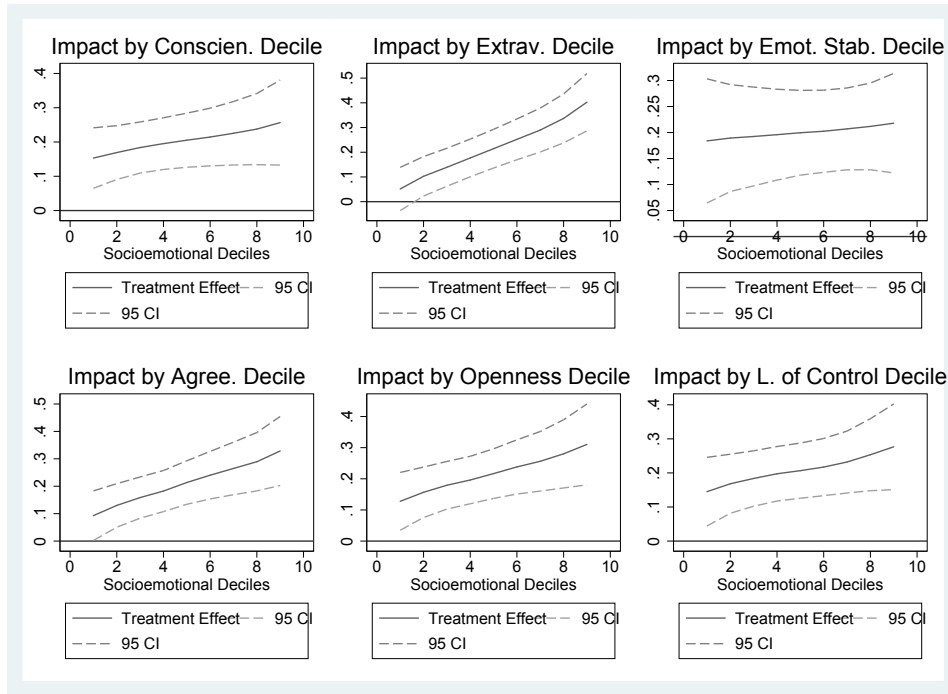 Impact by Conscien. Decile
.4
.3
.2
.1
0
0 2 4 6 8 10
Socioemotional Deciles
Treatment Effect 95 CI
95 CI
Impact by Extrav. Decile
.5
.4
.3
.2
.1
0
0 2 4 6 8 10
Socioemotional Deciles
Treatment Effect 95 CI
95 CI
Impact by Emot. Stab. Decile
.3
.25
.2
.15
.1
.05
0 2 4 6 8 10
Socioemotional Deciles
Treatment Effect 95 CI
95 CI
Impact by Agree. Decile
.5
.4
.3
.2
.1
0
0 2 4 6 8 10
Socioemotional Deciles
Treatment Effect 95 CI
95 CI
Impact by Openness Decile
.4
.3
.2
.1
0
0 2 4 6 8 10
Socioemotional Deciles
Treatment Effect 95 CI
95 CI
Impact by L. of Control Decile
.4
.3
.2
.1
0
0 2 4 6 8 10
Socioemotional Deciles
Treatment Effect 95 CI
95 CI